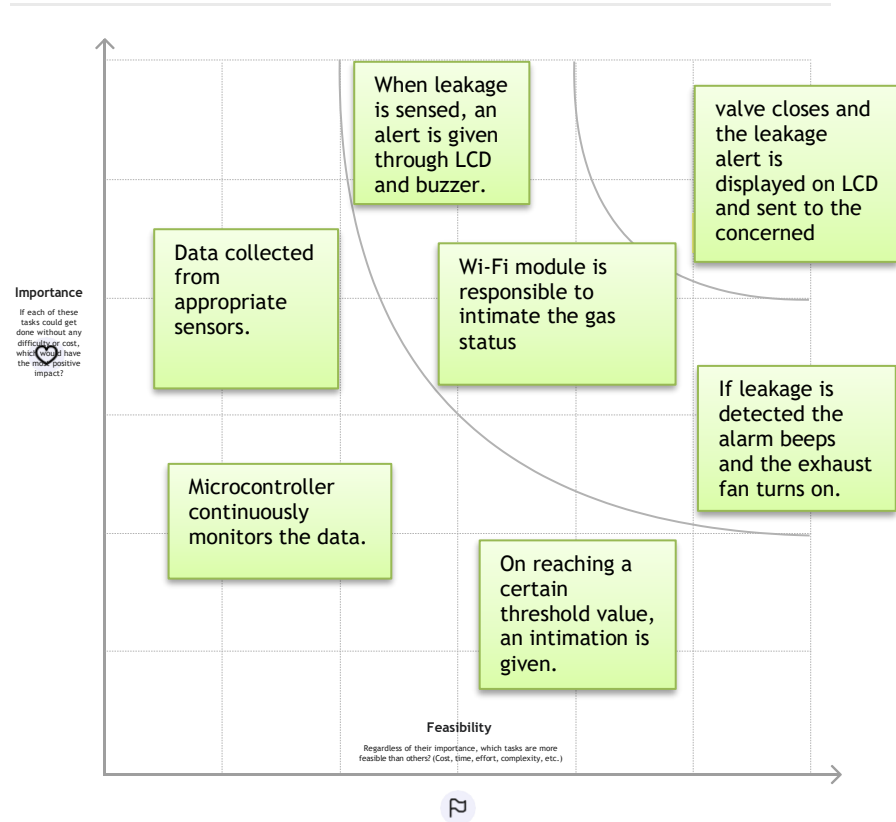 When leakage
is sensed, an
alert is given
through LCD
and buzzer.
valve closes and
the leakage
alert is
displayed on LCD
and sent to the
concerned
Data collected
from
appropriate
sensors.
Wi-Fi module is
responsible to
intimate the gas
status
Importance
If each of these
tasks could get
done without any
difficulty or cost,
which would have
the most positive
impact?
If leakage is
detected the
alarm beeps
and the exhaust
fan turns on.
Microcontroller
continuously
monitors the data.
On reaching a
certain
threshold value,
an intimation is
given.
Feasibility
Regardless of their importance, which tasks are more
feasible than others? (Cost, time, effort, complexity, etc.)